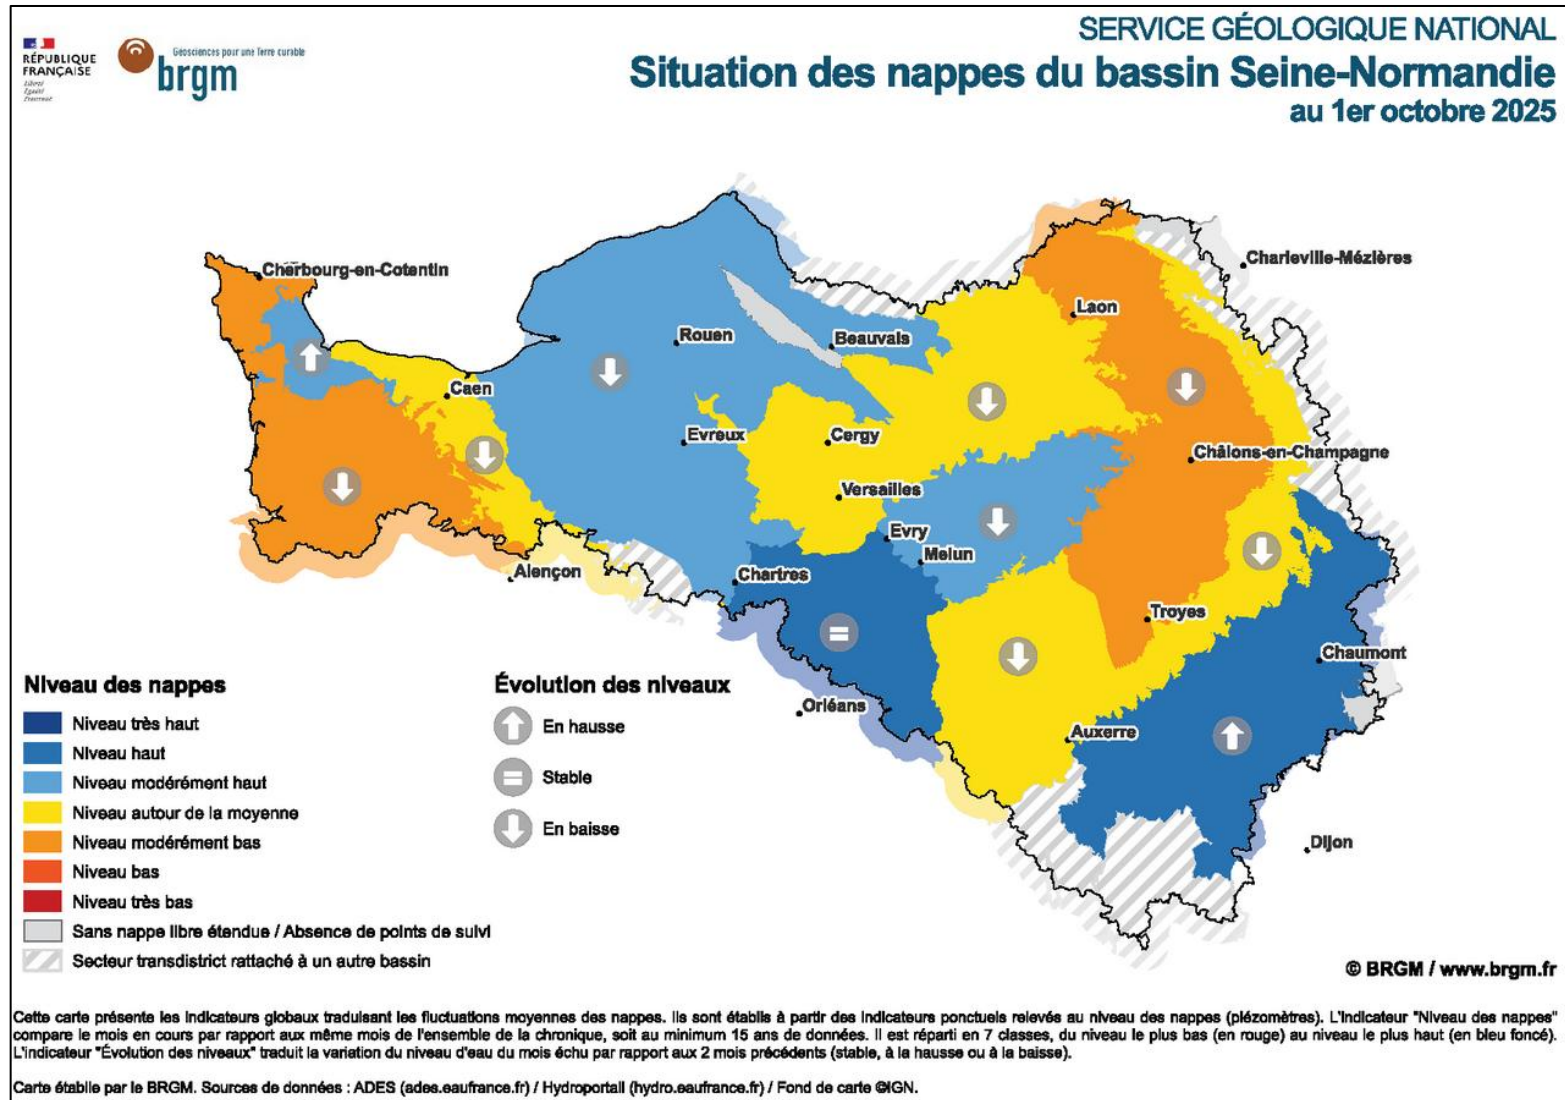 SERVICE GÉOLOGIQUE NATIONAL
Situation des nappes du bassin Seine-Normandie
au 1er octobre 2025
RÉPUBLIQUE
FRANÇAISE
Liberté
Égalité
Fraternité
Géosciences pour une Terre durable
brgm
Cherbourg-en-Cotentin
Charleville-Mézières
Laon
Rouen
Beauvais
Caen
Evreux
Cergy
Châlons-en-Champagne
Versailles
Evry
Melun
Alençon
Chartres
Troyes
Chaumont
Orléans
Auxerre
Dijon
Niveau des nappes
Niveau très haut
Niveau haut
Niveau modérément haut
Niveau autour de la moyenne
Niveau modérément bas
Niveau bas
Niveau très bas
Sans nappe libre étendue / Absence de points de suivi
Secteur transdistrict rattaché à un autre bassin
Évolution des niveaux
En hausse
Stable
En baisse
© BRGM / www.brgm.fr
Cette carte présente les indicateurs globaux traduisant les fluctuations moyennes des nappes. Ils sont établis à partir des indicateurs ponctuels relevés au niveau des nappes (piézomètres). L'indicateur "Niveau des nappes"
compare le mois en cours par rapport aux même mois de l'ensemble de la chronique, soit au minimum 15 ans de données. Il est réparti en 7 classes, du niveau le plus bas (en rouge) au niveau le plus haut (en bleu foncé).
L'indicateur "Évolution des niveaux" traduit la variation du niveau d'eau du mois échu par rapport aux 2 mois précédents (stable, à la hausse ou à la baisse).
Carte établie par le BRGM. Sources de données : ADES (ades.eaufrance.fr) / Hydroportail (hydro.eaufrance.fr) / Fond de carte ©IGN.